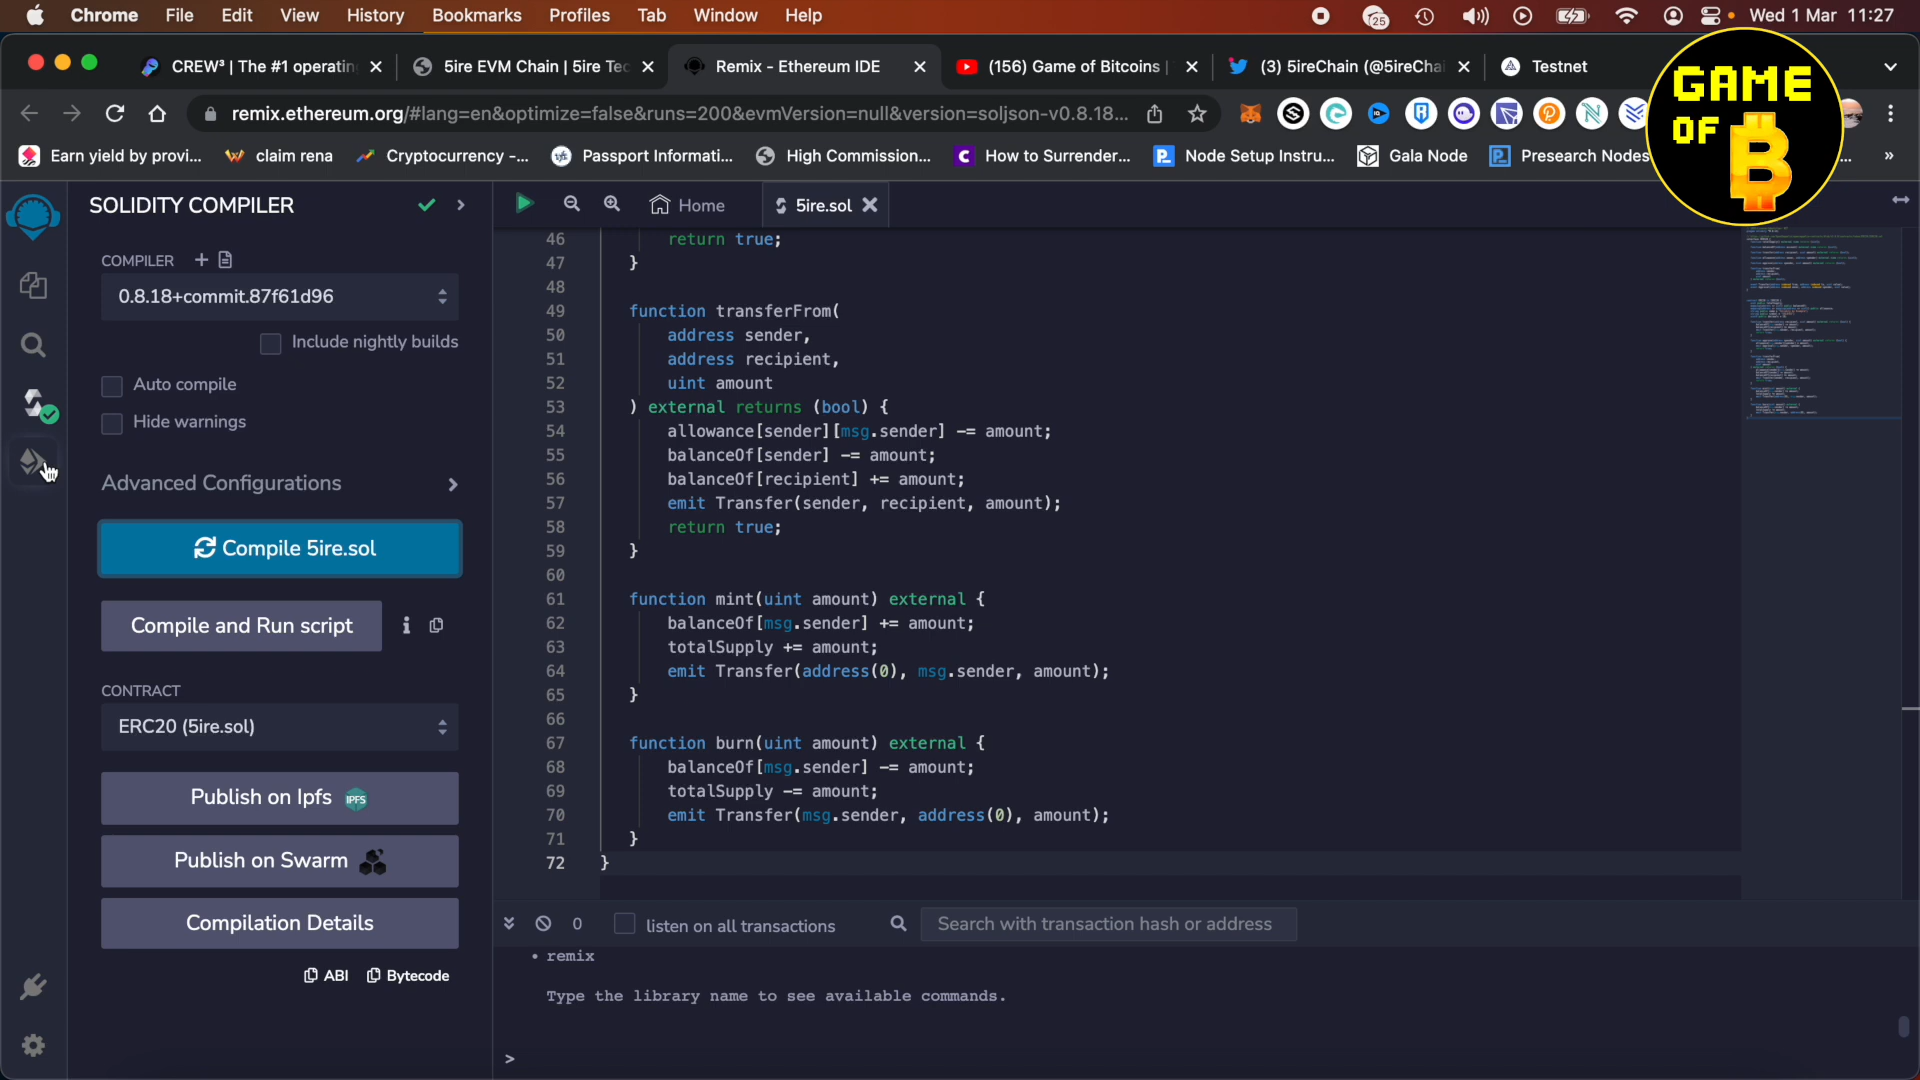 Chrome File Edit View History Bookmarks Profiles Tab Window Help
25
Wed 1 Mar 11:27
CREW³ | The #1 operatin
5ire EVM Chain | 5ire Tec
Remix - Ethereum IDE
(156) Game of Bitcoins |
(3) 5ireChain (@5ireChai
Testnet
remix.ethereum.org/#lang=en&optimize=false&runs=200&evmVersion=null&version=soljson-v0.8.18...
Earn yield by provi...
claim rena
Cryptocurrency -...
Passport Informati...
High Commission...
How to Surrender...
Node Setup Instru...
Gala Node
Presearch Nodes
GAME
OF
B
SOLIDITY COMPILER
Home
5ire.sol
COMPILER
0.8.18+commit.87f61d96
Include nightly builds
Auto compile
Hide warnings
Advanced Configurations
Compile 5ire.sol
Compile and Run script
CONTRACT
ERC20 (5ire.sol)
Publish on Ipfs
IPFS
Publish on Swarm
Compilation Details
ABI
Bytecode
46 return true;
47 }
48
49 function transferFrom(
50 address sender,
51 address recipient,
52 uint amount
53 ) external returns (bool) {
54 allowance[sender][msg.sender] -= amount;
55 balanceOf[sender] -= amount;
56 balanceOf[recipient] += amount;
57 emit Transfer(sender, recipient, amount);
58 return true;
59 }
60
61 function mint(uint amount) external {
62 balanceOf[msg.sender] += amount;
63 totalSupply += amount;
64 emit Transfer(address(0), msg.sender, amount);
65 }
66
67 function burn(uint amount) external {
68 balanceOf[msg.sender] -= amount;
69 totalSupply -= amount;
70 emit Transfer(msg.sender, address(0), amount);
71 }
72 }
0
listen on all transactions
Search with transaction hash or address
• remix
Type the library name to see available commands.
>